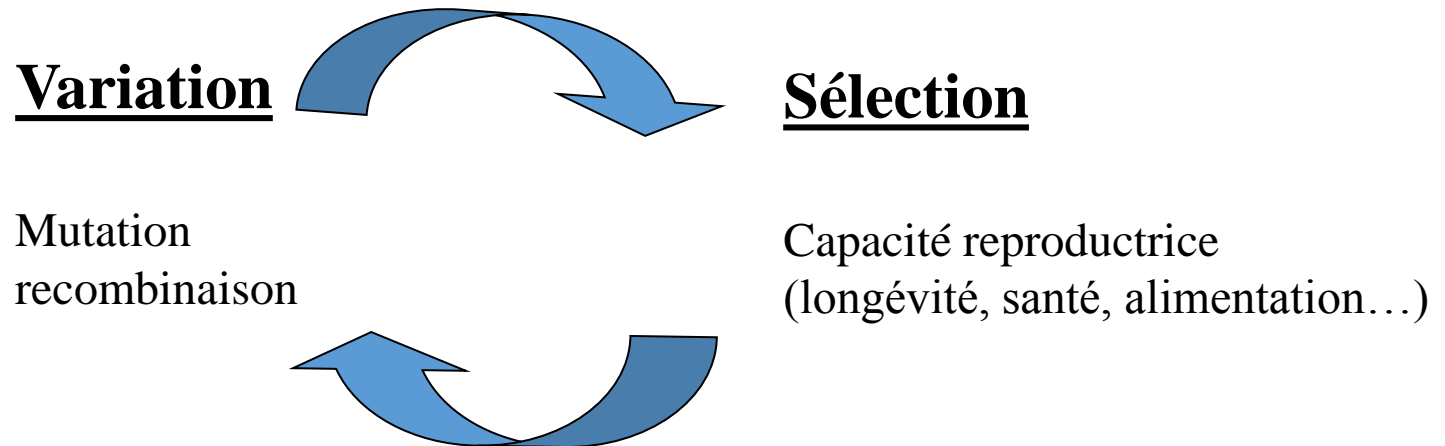 Variation
Sélection
Mutation
recombinaison
Capacité reproductrice
(longévité, santé, alimentation…)